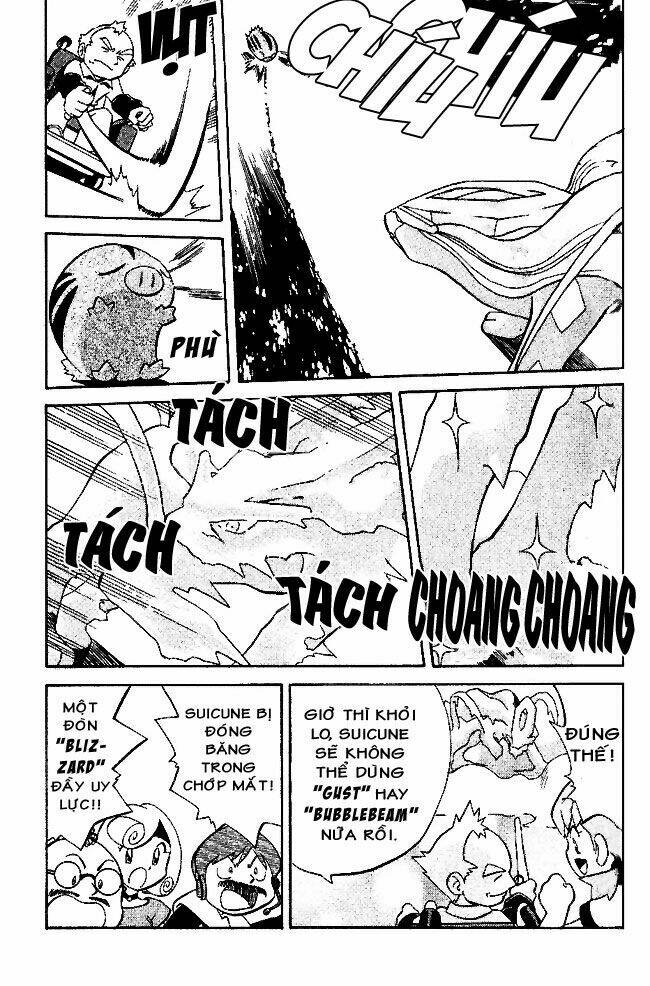 VỤT
CHÍU
CHÍU
PHÙ
TÁCH
TÁCH
TÁCH
CHOANG CHOANG
MỘT
ĐÒN
"BLIZ-
ZARD"
ĐẦY UY
LỰC!!
SUICUNE BỊ
ĐÓNG
BĂNG
TRONG
CHỚP MẮT!
GIỜ THÌ KHỎI
LO, SUICUNE
SẼ KHÔNG
THỂ DÙNG
"GUST" HAY
"BUBBLEBEAM"
NỮA RỒI.
ĐÚNG
THẾ!